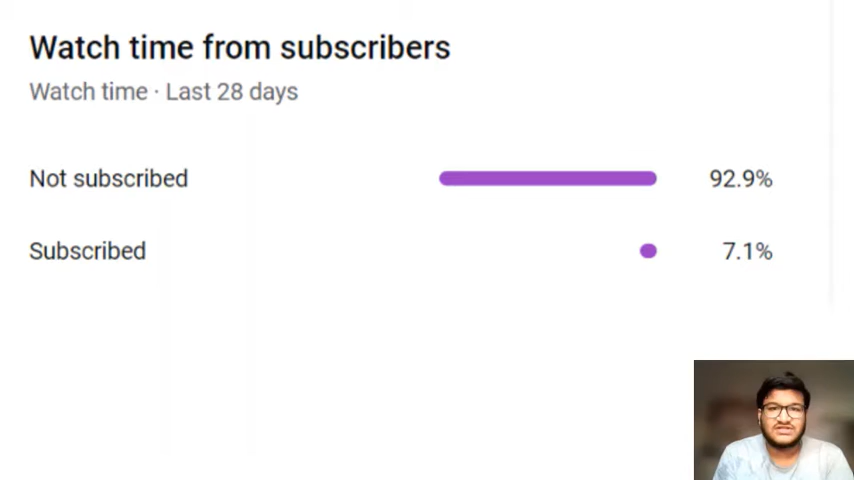 Watch time from subscribers
Watch time · Last 28 days
Not subscribed 92.9%
Subscribed 7.1%